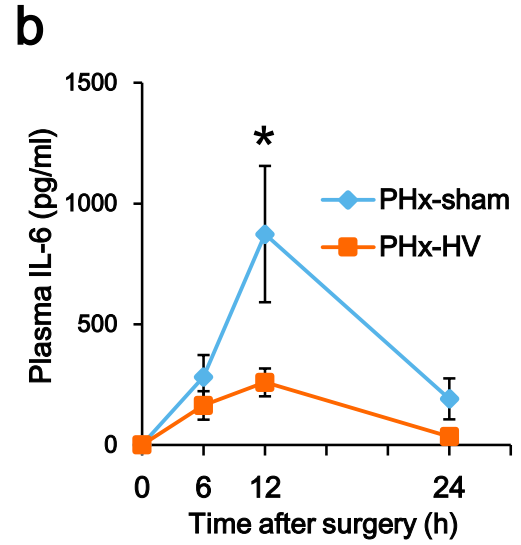 b
1500
1000
500
0
Plasma IL-6 (pg/ml)
*
PHx-sham
PHx-HV
0 6 12 24
Time after surgery (h)